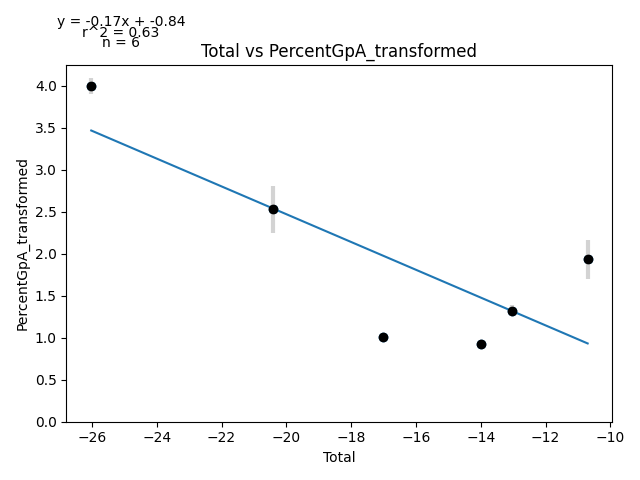 y = -0.17x + -0.84
r^2 = 0.63
n = 6
Total vs PercentGpA_transformed
PercentGpA_transformed
4.0
3.5
3.0
2.5
2.0
1.5
1.0
0.5
0.0
−26 −24 −22 −20 −18 −16 −14 −12 −10
Total